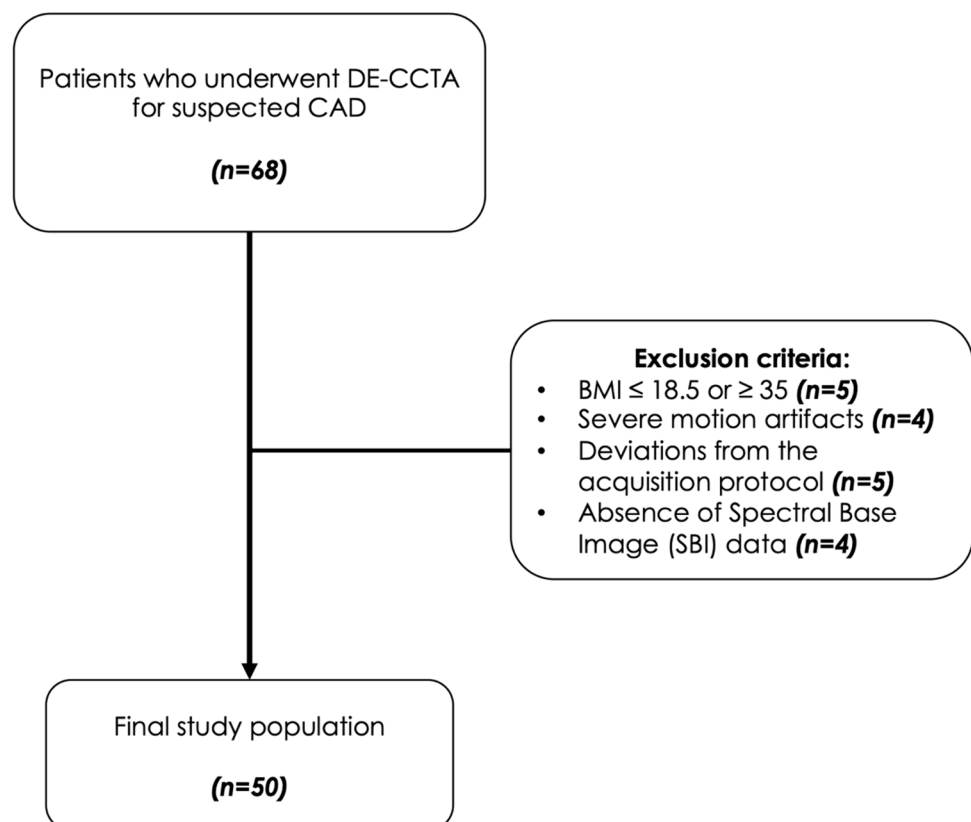 Patients who underwent DE-CCTA
for suspected CAD
(n=68)
Exclusion criteria:
• BMI ≤ 18.5 or ≥ 35 (n=5)
• Severe motion artifacts (n=4)
• Deviations from the
acquisition protocol (n=5)
• Absence of Spectral Base
Image (SBI) data (n=4)
Final study population
(n=50)